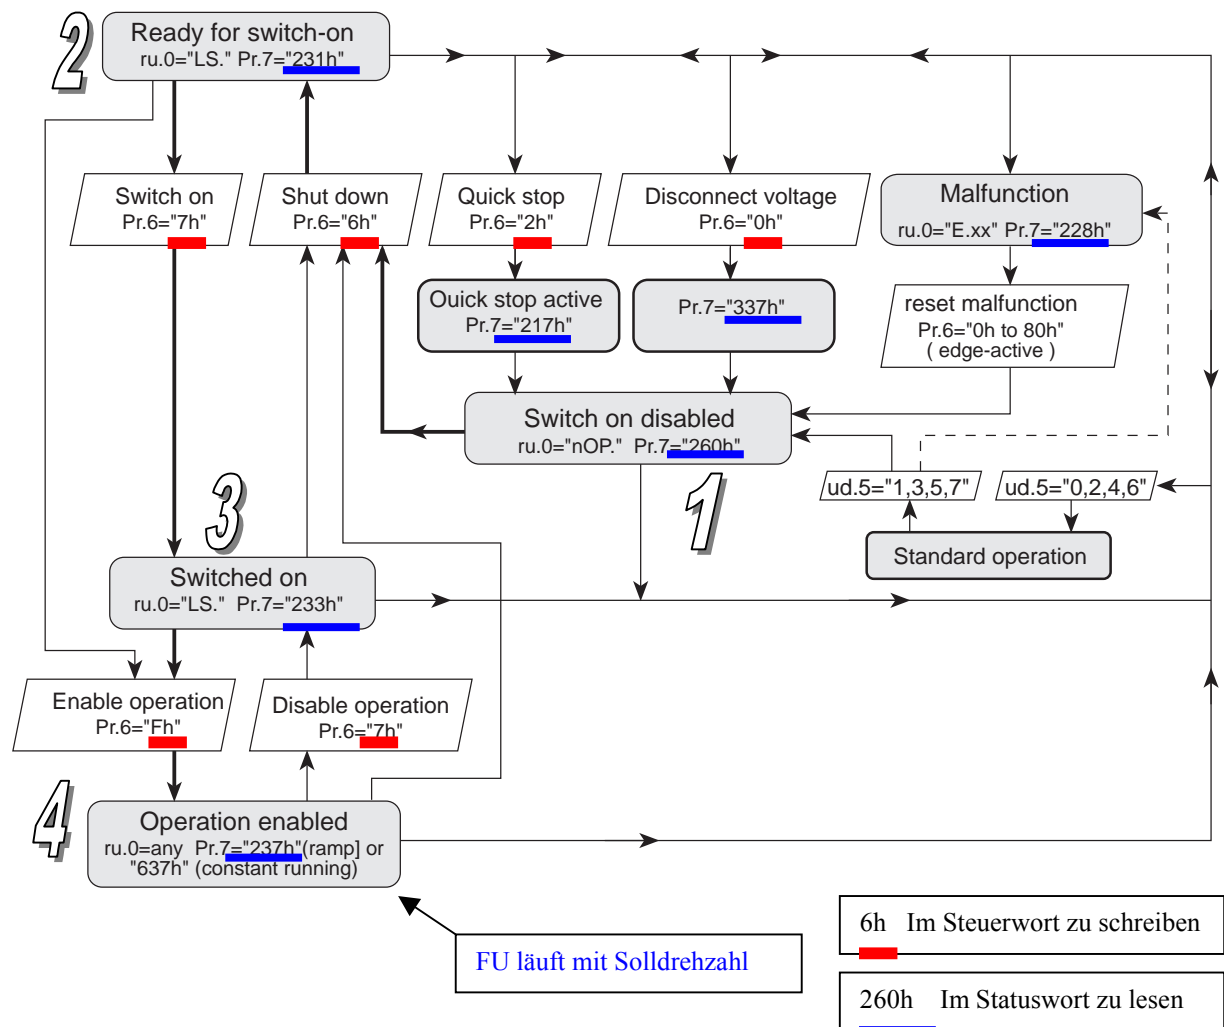 2
Ready for switch-on
ru.0="LS." Pr.7="231h"
Switch on
Pr.6="7h"
Shut down
Pr.6="6h"
Quick stop
Pr.6="2h"
Disconnect voltage
Pr.6="0h"
Malfunction
ru.0="E.xx" Pr.7="228h"
Ouick stop active
Pr.7="217h"
Pr.7="337h"
reset malfunction
Pr.6="0h to 80h"
( edge-active )
Switch on disabled
ru.0="nOP." Pr.7="260h"
1
ud.5="1,3,5,7"
ud.5="0,2,4,6"
Standard operation
3
Switched on
ru.0="LS." Pr.7="233h"
Enable operation
Pr.6="Fh"
Disable operation
Pr.6="7h"
4
Operation enabled
ru.0=any Pr.7="237h"(ramp] or
"637h" (constant running)
FU läuft mit Solldrehzahl
6h Im Steuerwort zu schreiben
260h Im Statuswort zu lesen